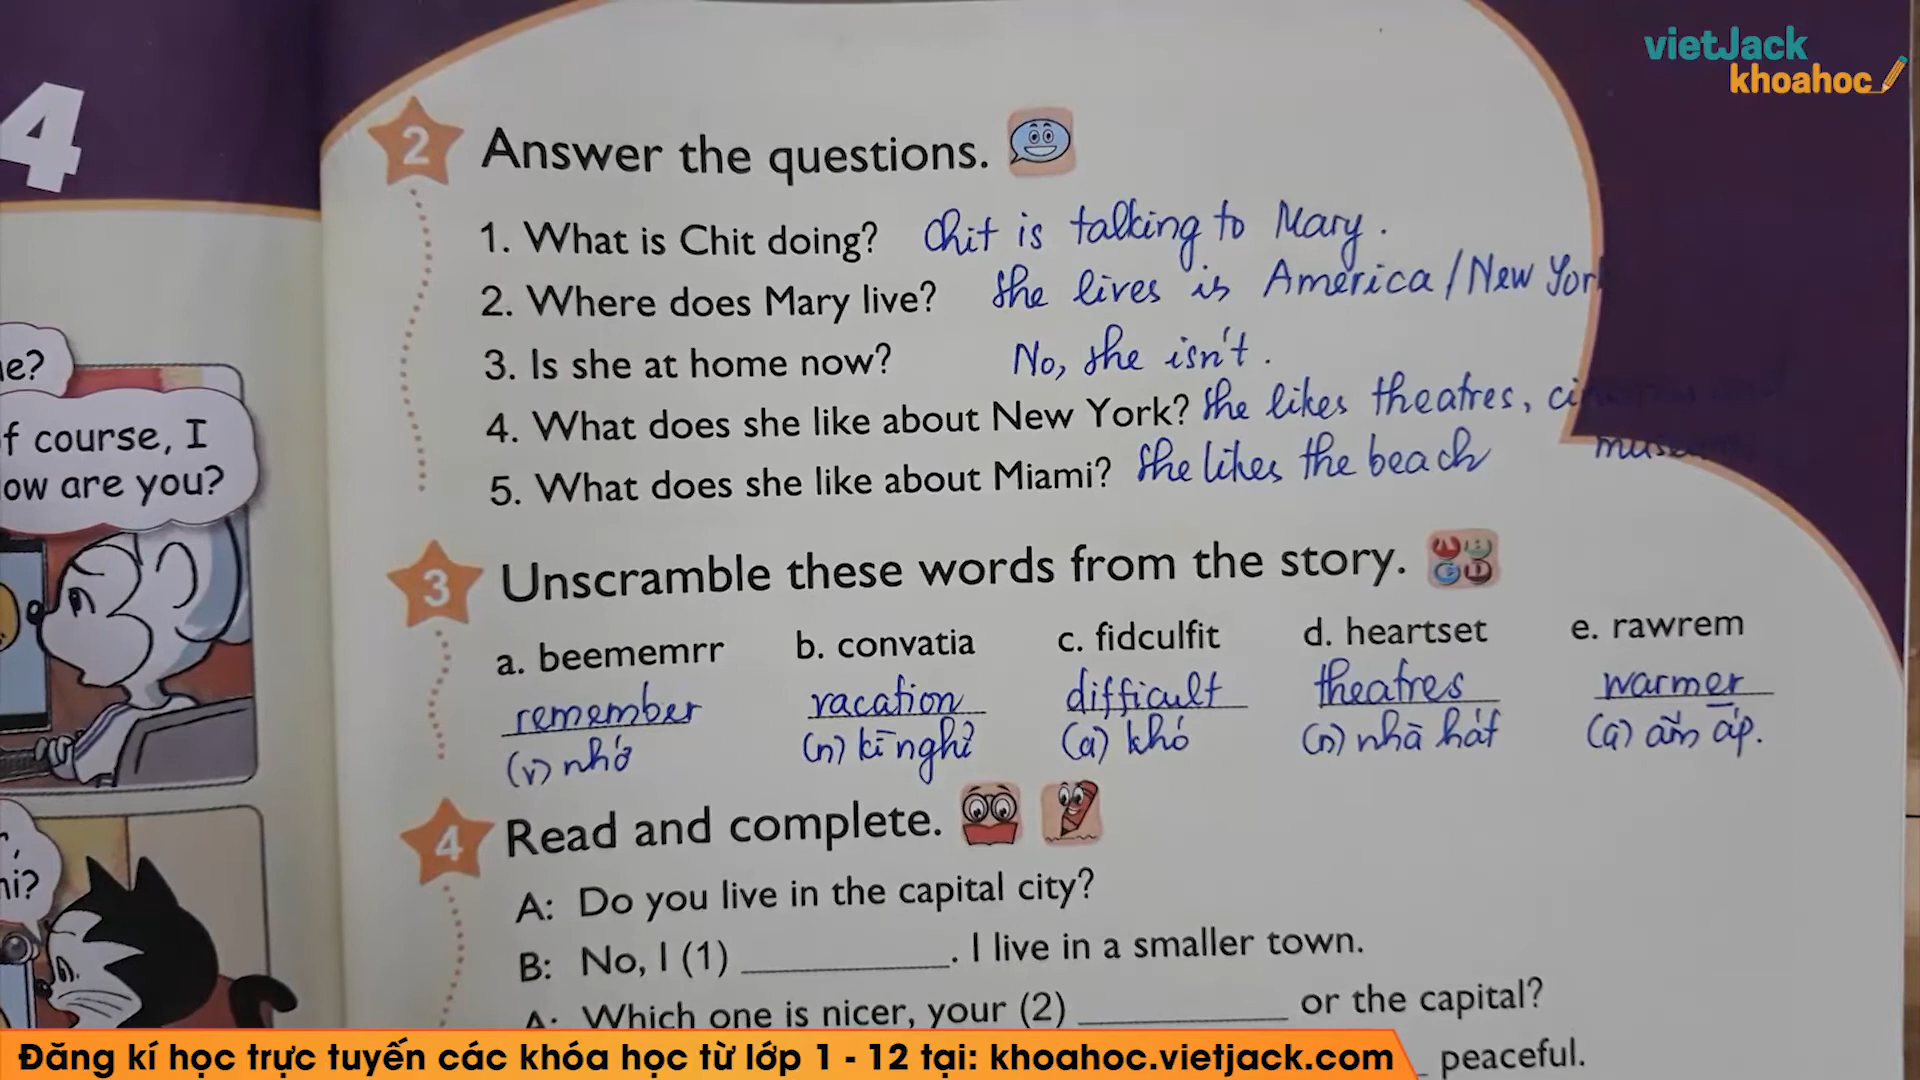 vietJack
khoahoc
4
2 Answer the questions.
1. What is Chit doing? Chit is talking to Mary.
2. Where does Mary live? She lives is America / New York
3. Is she at home now? No, she isn't.
4. What does she like about New York? She likes theatres,
museum
5. What does she like about Miami? She likes the beach
e?
f course, I
ow are you?
3 Unscramble these words from the story.
a. beememrr b. convatia c. fidculfit d. heartset e. rawrem
remember vacation difficult theatres warmer
(v) nhớ (n) kì nghỉ (a) khó (n) nhà hát (a) ấm áp.
4 Read and complete.
A: Do you live in the capital city?
B: No, I (1) ____________. I live in a smaller town.
A: Which one is nicer, your (2) ____________ or the capital?
peaceful.
ni?
Đăng kí học trực tuyến các khóa học từ lớp 1 - 12 tại: khoahoc.vietjack.com